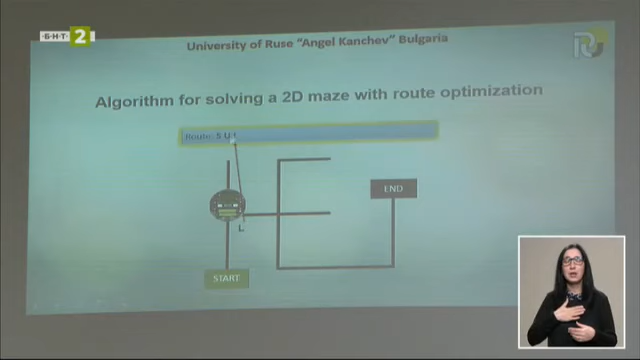 БНТ 2
University of Ruse "Angel Kanchev" Bulgaria
Algorithm for solving a 2D maze with route optimization
Route: S U L
END
L
START